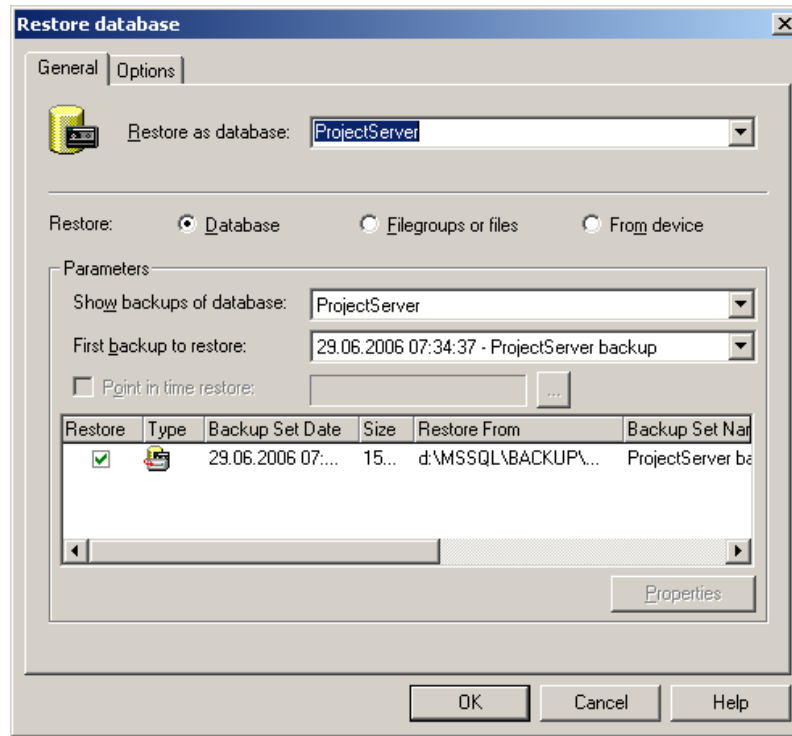 Restore database
General Options
Restore as database: ProjectServer
Restore: Database Filegroups or files From device
Parameters
Show backups of database: ProjectServer
First backup to restore: 29.06.2006 07:34:37 - ProjectServer backup
Point in time restore: ...
Restore Type Backup Set Date Size Restore From Backup Set Nar
29.06.2006 07:... 15... d:\MSSQL\BACKUP\... ProjectServer ba
Properties
OK Cancel Help